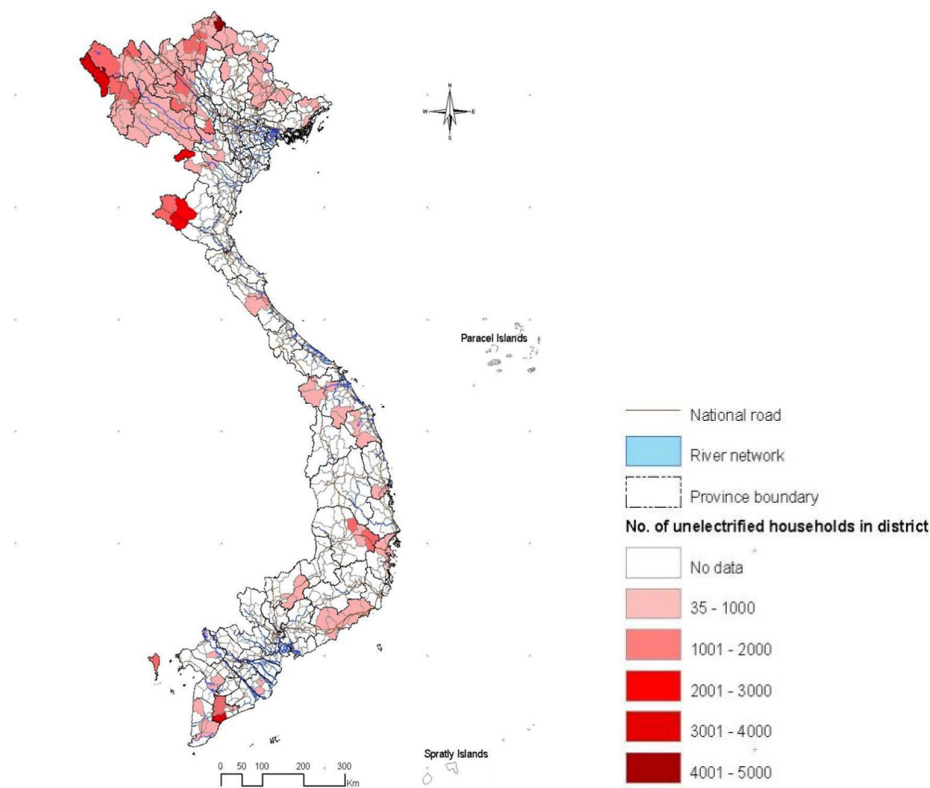 N
W E
S
Paracel Islands
National road
River network
Province boundary
No. of unelectrified households in district
No data
35 - 1000
1001 - 2000
2001 - 3000
3001 - 4000
4001 - 5000
Spratly Islands
0 50 100 200 300
Km